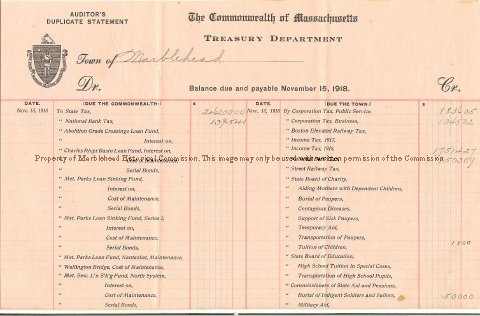 AUDITOR'S
DUPLICATE STATEMENT
The Commonwealth of Massachusetts
TREASURY DEPARTMENT
Town of Marblehead
Dr.
Balance due and payable November 15, 1918.
Cr.
DATE. DUE THE COMMONWEALTH: $ DATE. DUE THE TOWN: $
Nov. 15, 1918 To State Tax, 2420000 Nov. 15, 1918 By Corporation Tax, Public Service, 183605
" National Bank Tax, " Corporation Tax, Business, 134532
" Abolition Grade Crossings Loan Fund, " Boston Elevated Railway Tax,
Interest on, " Income Tax, 1917,
" Charles River Basin Loan Fund, Interest on, " Income Tax, 1918, 1751427
Property of Marblehead Historical Commission. This image may only be used with written permission of the Commission
Serial Bonds, " Street Railway Tax,
" Met. Parks Loan Sinking Fund, " State Board of Charity,
Interest on, " Aiding Mothers with Dependent Children,
Cost of Maintenance, " Burial of Paupers,
Serial Bonds, " Contagious Diseases,
" Met. Parks Loan Sinking Fund, Series 2, " Support of Sick Paupers,
Interest on, " Temporary Aid,
Cost of Maintenance, " Transportation of Paupers,
Serial Bonds, " Tuition of Children, 1800
" Met. Parks Loan Fund, Nantasket, Maintenance, " State Board of Education,
" Wellington Bridge, Cost of Maintenance, " High School Tuition in Special Cases,
" Met. Sew. L'n S'k'g Fund, North System, " Transportation of High School Pupils,
Interest on, " Commissioner of State Aid and Pensions,
Cost of Maintenance, " Burial of Indigent Soldiers and Sailors, 50000
Serial Bonds, " Military Aid,